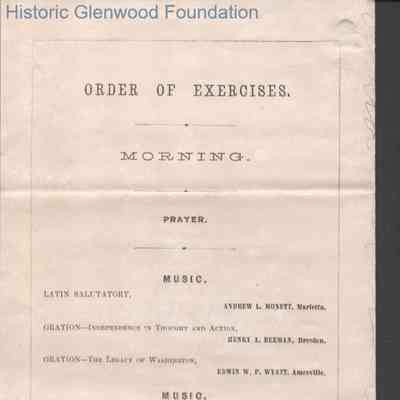 Historic Glenwood Foundation
ORDER OF EXERCISES.
MORNING.
PRAYER.
MUSIC.
LATIN SALUTATORY,
ANDREW L. MONETT, Marietta.
ORATION—INDEPENDENCE IN THOUGHT AND ACTION,
HENRY A. BEEMAN, Dresden.
ORATION—THE LEGACY OF WASHINGTON,
EDWIN W. P. WYATT, Amesville.
MUSIC.